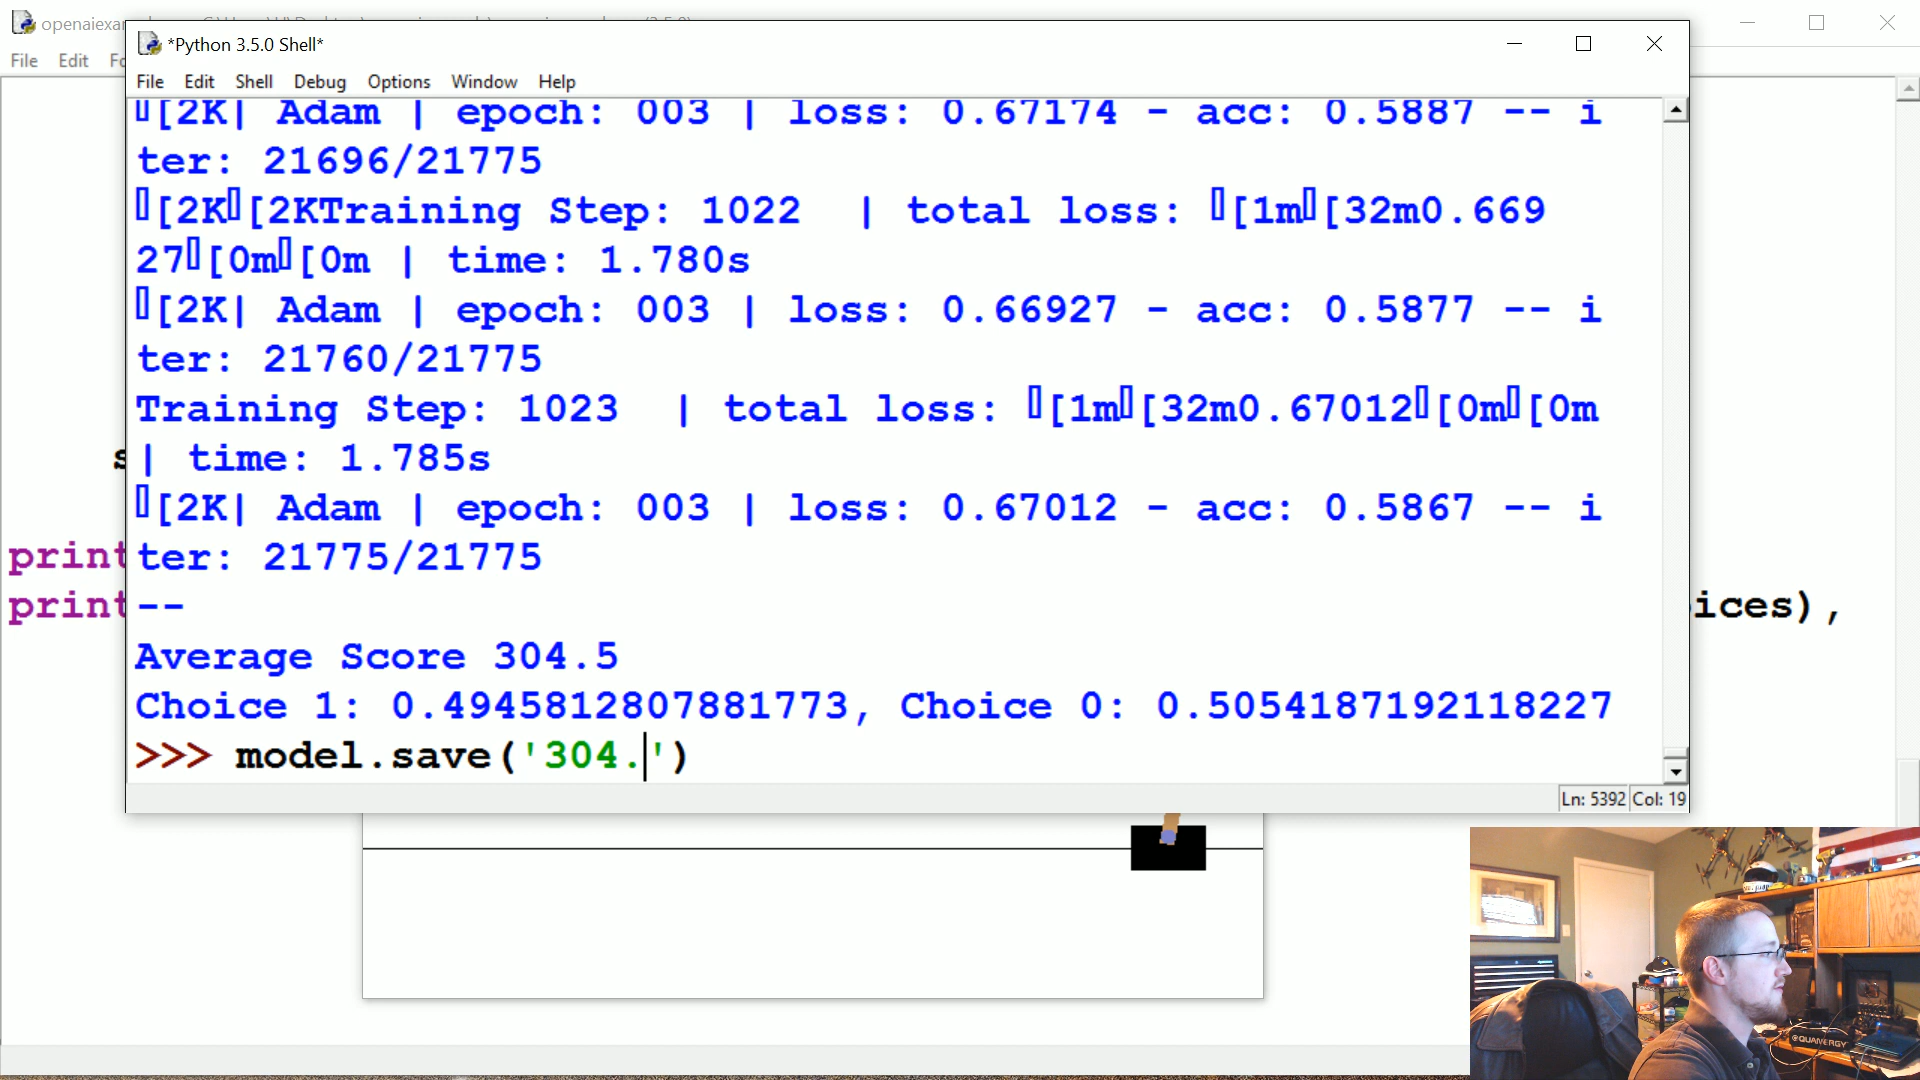 *Python 3.5.0 Shell*
File Edit Shell Debug Options Window Help
[2K| Adam | epoch: 003 | loss: 0.67174 - acc: 0.5887 -- i
ter: 21696/21775
[2K[2KTraining Step: 1022 | total loss: [1m[32m0.669
27[0m[0m | time: 1.780s
[2K| Adam | epoch: 003 | loss: 0.66927 - acc: 0.5877 -- i
ter: 21760/21775
Training Step: 1023 | total loss: [1m[32m0.67012[0m[0m
| time: 1.785s
[2K| Adam | epoch: 003 | loss: 0.67012 - acc: 0.5867 -- i
ter: 21775/21775
--
Average Score 304.5
Choice 1: 0.4945812807881773, Choice 0: 0.5054187192118227
>>> model.save('304.')
Ln: 5392 Col: 19
File Edit Fo
s
print
print
ices),
QUANERGY